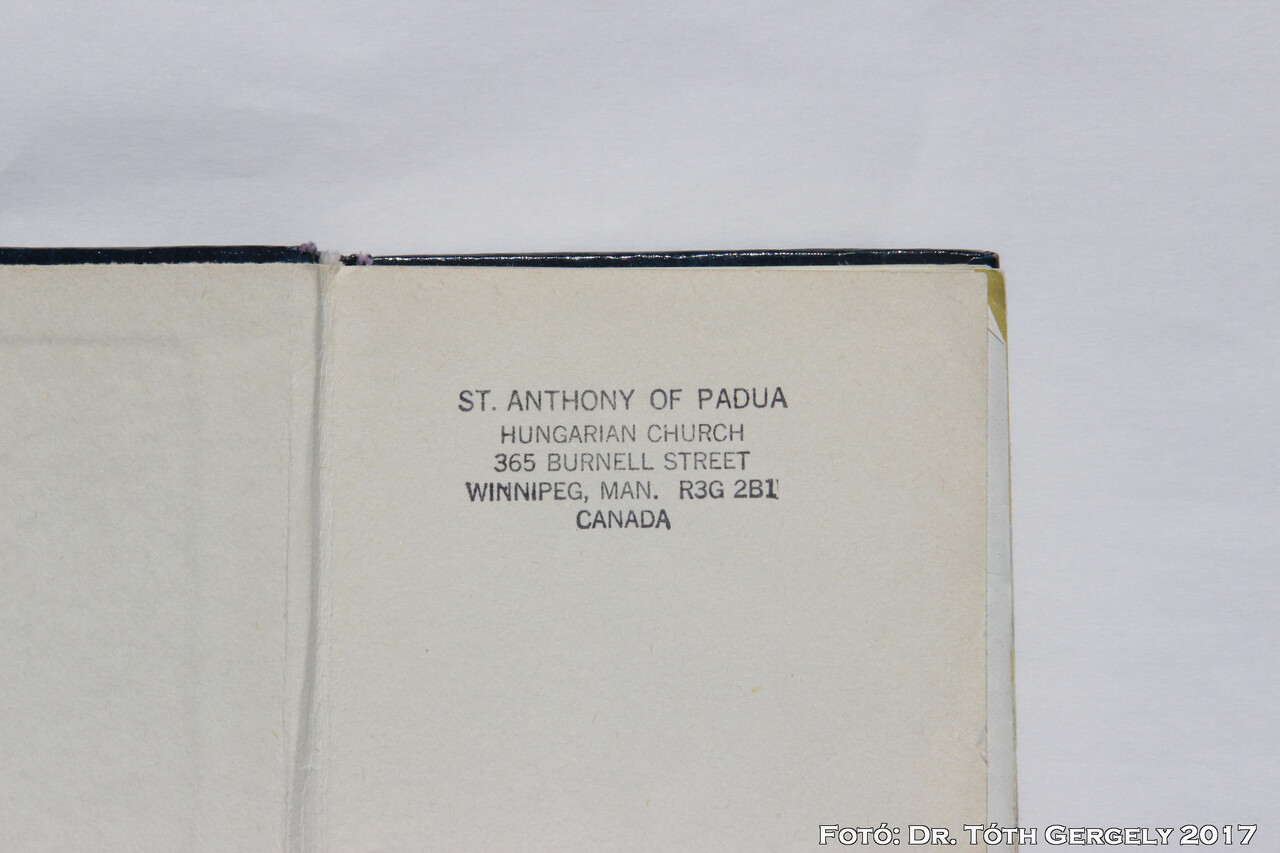 ST. ANTHONY OF PADUA
HUNGARIAN CHURCH
365 BURNELL STREET
WINNIPEG, MAN. R3G 2B1
CANADA
FOTÓ: DR. TÓTH GERGELY 2017